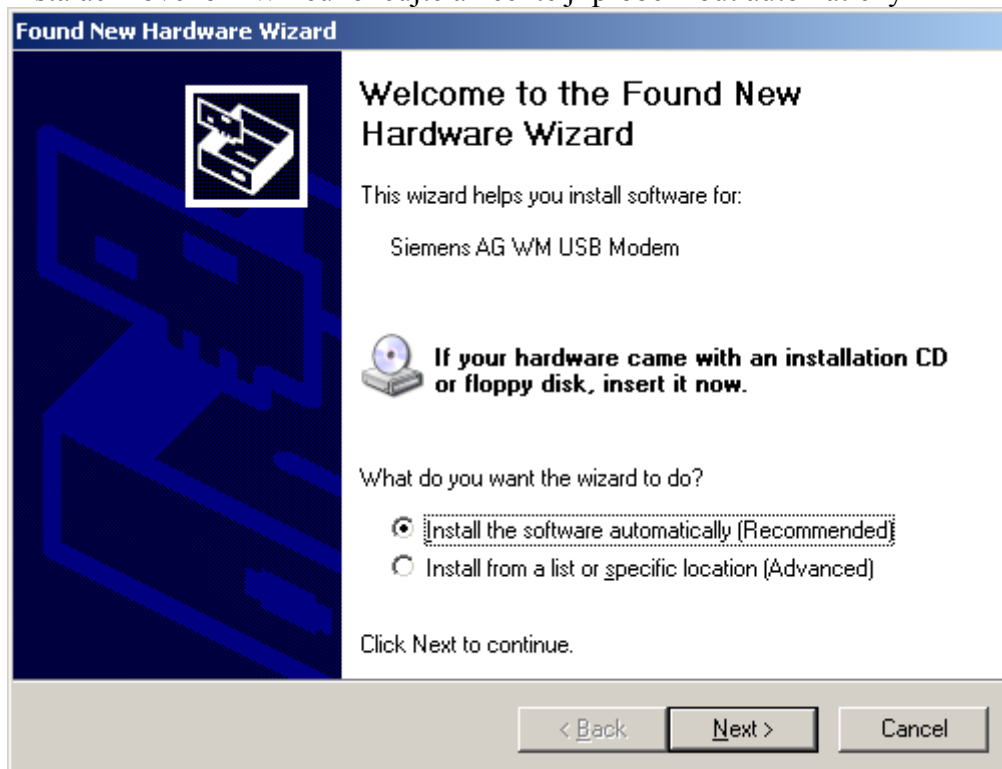 Found New Hardware Wizard
Welcome to the Found New
Hardware Wizard
This wizard helps you install software for:
Siemens AG WM USB Modem
If your hardware came with an installation CD
or floppy disk, insert it now.
What do you want the wizard to do?
Install the software automatically (Recommended)
Install from a list or specific location (Advanced)
Click Next to continue.
< Back
Next >
Cancel